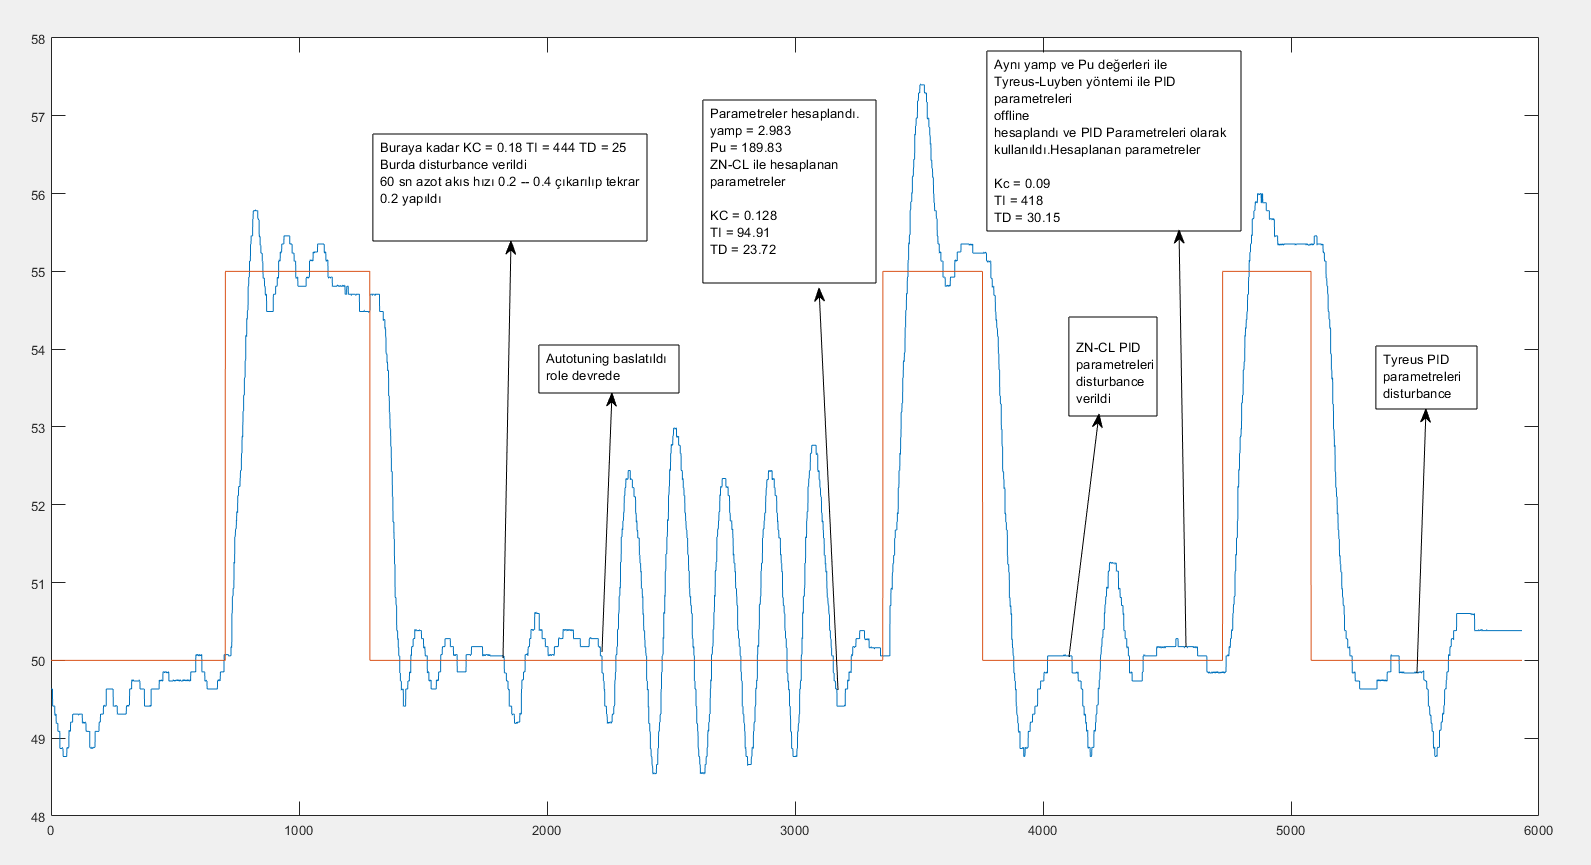 58
57
56
55
54
53
52
51
50
49
48
0
1000
2000
3000
4000
5000
6000
Buraya kadar KC = 0.18 TI = 444 TD = 25
Burda disturbance verildi
60 sn azot akıs hızı 0.2 -- 0.4 çıkarılıp tekrar
0.2 yapıldı
Autotuning baslatıldı
role devrede
Parametreler hesaplandı.
yamp = 2.983
Pu = 189.83
ZN-CL ile hesaplanan
parametreler
KC = 0.128
TI = 94.91
TD = 23.72
Aynı yamp ve Pu değerleri ile
Tyreus-Luyben yöntemi ile PID
parametreleri
offline
hesaplandı ve PID Parametreleri olarak
kullanıldı.Hesaplanan parametreler
Kc = 0.09
TI = 418
TD = 30.15
ZN-CL PID
parametreleri
disturbance
verildi
Tyreus PID
parametreleri
disturbance